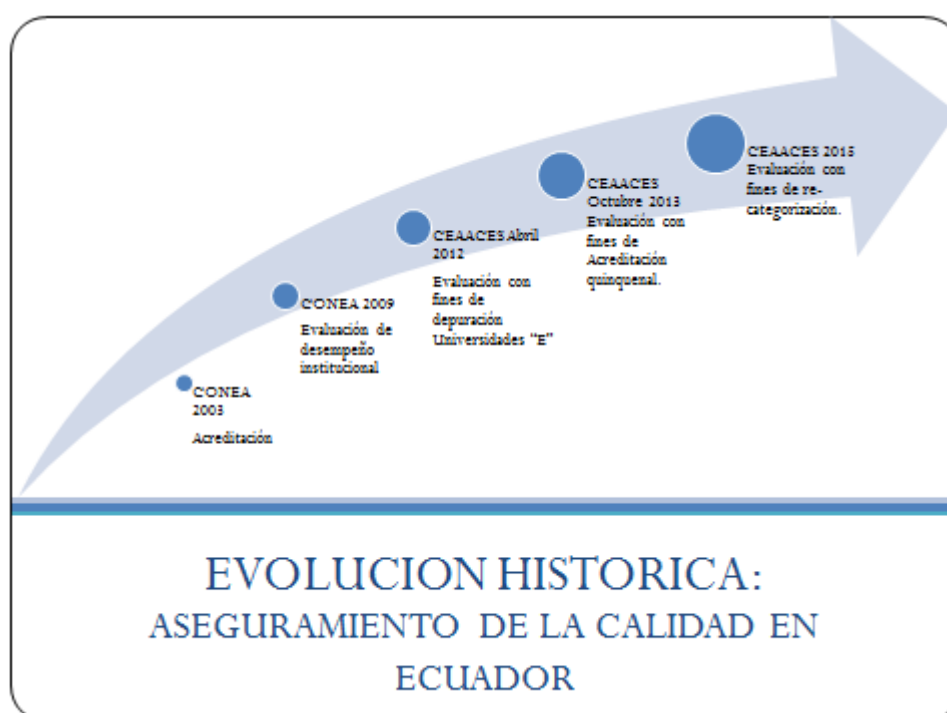 CONEA
2003
Acreditación
CONEA 2009
Evaluación de
desempeño
institucional
CEAACES Abril
2012
Evaluación con
fines de
depuración
Universidades “E”
CEAACES
Octubre 2013
Evaluación con
fines de
Acreditación
quinquenal.
CEAACES 2015
Evaluación con
fines de re-
categorización.
EVOLUCION HISTORICA:
ASEGURAMIENTO DE LA CALIDAD EN
ECUADOR